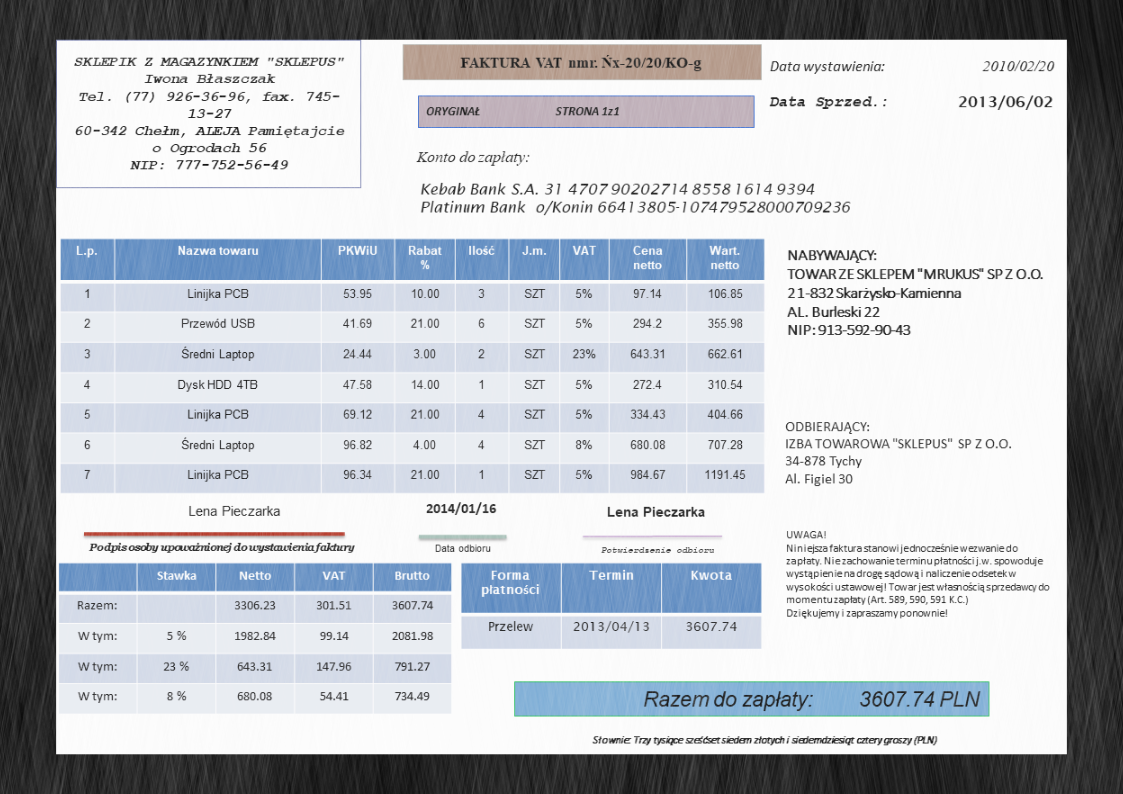 SKLEPIK Z MAGAZYNKIEM "SKLEPUS"
Iwona Błaszczak
Tel. (77) 926-36-96, fax. 745-
13-27
60-342 Chełm, ALEJA Pamiętajcie
o Ogrodach 56
NIP: 777-752-56-49
FAKTURA VAT nmr. Ńx-20/20/KO-g
ORYGINAŁ STRONA 1z1
Data wystawienia: 2010/02/20
Data Sprzed.: 2013/06/02
Konto do zapłaty:
Kebab Bank S.A. 31 4707 9020 2714 8558 1614 9394
Platinum Bank o/Konin 66413805-107479528000709236
L.p. Nazwa towaru PKWiU Rabat % Ilość J.m. VAT Cena netto Wart. netto
1 Linijka PCB 53.95 10.00 3 SZT 5% 97.14 106.85
2 Przewód USB 41.69 21.00 6 SZT 5% 294.2 355.98
3 Średni Laptop 24.44 3.00 2 SZT 23% 643.31 662.61
4 Dysk HDD 4TB 47.58 14.00 1 SZT 5% 272.4 310.54
5 Linijka PCB 69.12 21.00 4 SZT 5% 334.43 404.66
6 Średni Laptop 96.82 4.00 4 SZT 8% 680.08 707.28
7 Linijka PCB 96.34 21.00 1 SZT 5% 984.67 1191.45
NABYWAJĄCY:
TOWAR ZE SKLEPEM "MRUKUS" SP Z O.O.
21-832 Skarżysko-Kamienna
AL. Burleski 22
NIP: 913-592-90-43
ODBIERAJĄCY:
IZBA TOWAROWA "SKLEPUS" SP Z O.O.
34-878 Tychy
Al. Figiel 30
Lena Pieczarka
Podpis osoby upoważnionej do wystawienia faktury
2014/01/16
Data odbioru
Lena Pieczarka
Potwierdzenie odbioru
UWAGA!
Niniejsza faktura stanowi jednocześnie wezwanie do
zapłaty. Nie zachowanie terminu płatności j.w. spowoduje
wystąpienie na drogę sądową i naliczenie odsetek w
wysokości ustawowej! Towar jest własnością sprzedawcy do
momentu zapłaty (Art. 589, 590, 591 K.C.)
Dziękujemy i zapraszamy ponownie!
Stawka Netto VAT Brutto
Razem: 3306.23 301.51 3607.74
W tym: 5 % 1982.84 99.14 2081.98
W tym: 23 % 643.31 147.96 791.27
W tym: 8 % 680.08 54.41 734.49
Forma płatności Termin Kwota
Przelew 2013/04/13 3607.74
Razem do zapłaty: 3607.74 PLN
Słownie: Trzy tysiące sześćset siedem złotych i siedemdziesiąt cztery groszy (PLN)